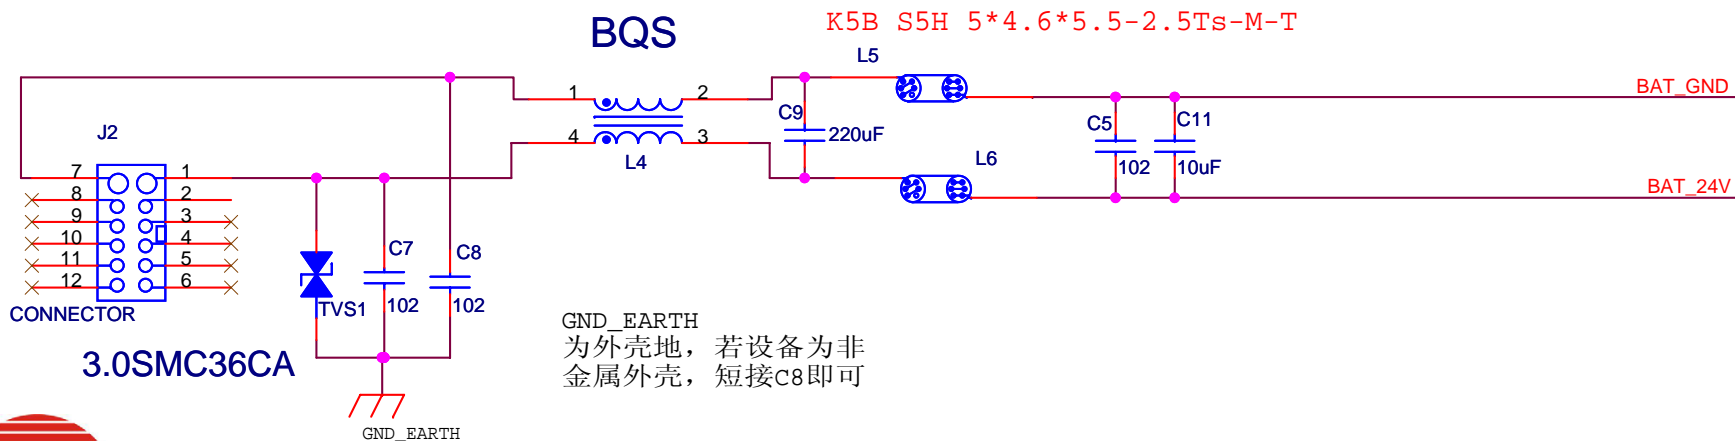 BQS
K5B S5H 5*4.6*5.5-2.5Ts-M-T
L5
BAT_GND
1
2
C9
220uF
4
3
L4
C5
102
C11
10uF
L6
BAT_24V
J2
7
1
8
2
9
3
10
4
11
5
12
6
CONNECTOR
TVS1
C7
102
C8
102
3.0SMC36CA
GND_EARTH
为外壳地，若设备为非
金属外壳，短接C8即可
GND_EARTH